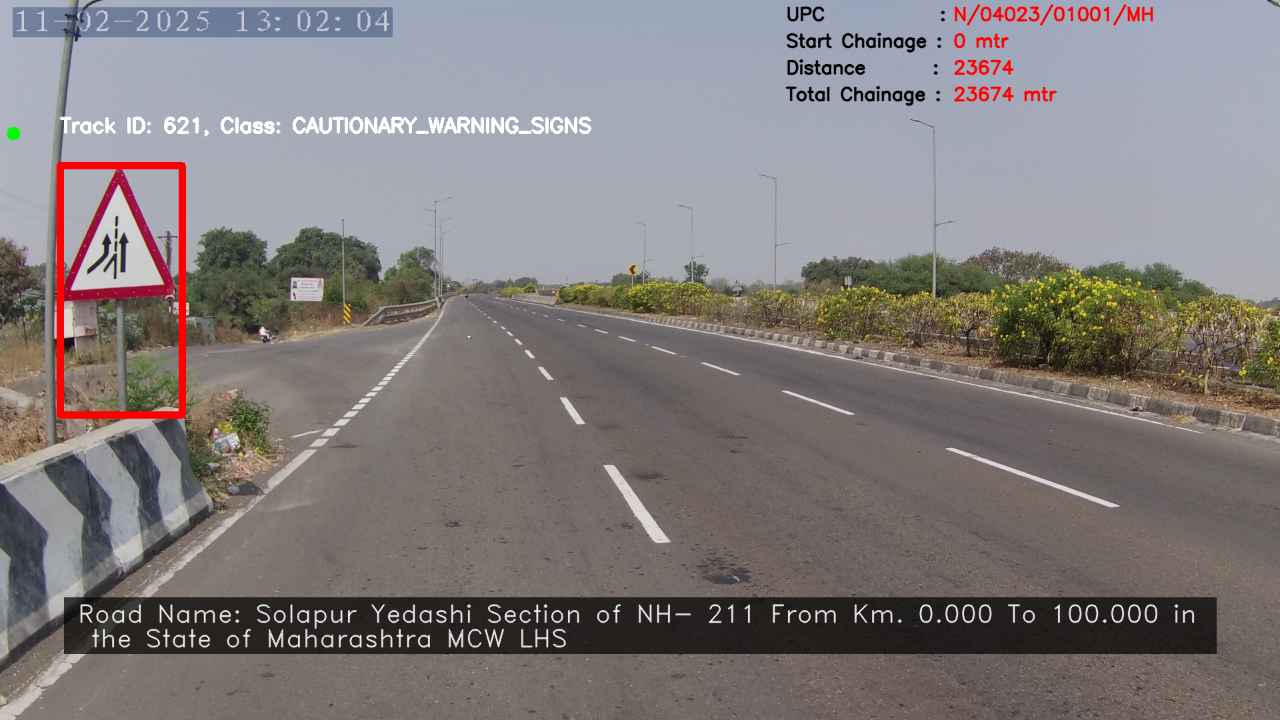 11-02-2025 13:02:04
UPC : N/04023/01001/MH
Start Chainage : 0 mtr
Distance : 23674
Total Chainage : 23674 mtr
Track ID: 621, Class: CAUTIONARY_WARNING_SIGNS
Road Name: Solapur Yedashi Section of NH- 211 From Km. 0.000 To 100.000 in
the State of Maharashtra MCW LHS